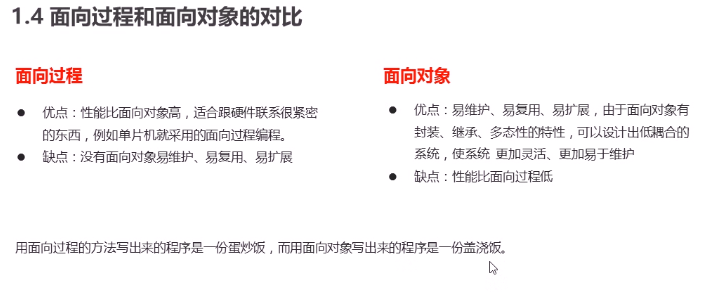 1.4 面向过程和面向对象的对比
面向过程
● 优点：性能比面向对象高，适合跟硬件联系很紧密
的东西，例如单片机就采用的面向过程编程。
● 缺点：没有面向对象易维护、易复用、易扩展
面向对象
● 优点：易维护、易复用、易扩展，由于面向对象有
封装、继承、多态性的特性，可以设计出低耦合的
系统，使系统 更加灵活、更加易于维护
● 缺点：性能比面向过程低
用面向过程的方法写出来的程序是一份蛋炒饭，而用面向对象写出来的程序是一份盖浇饭。